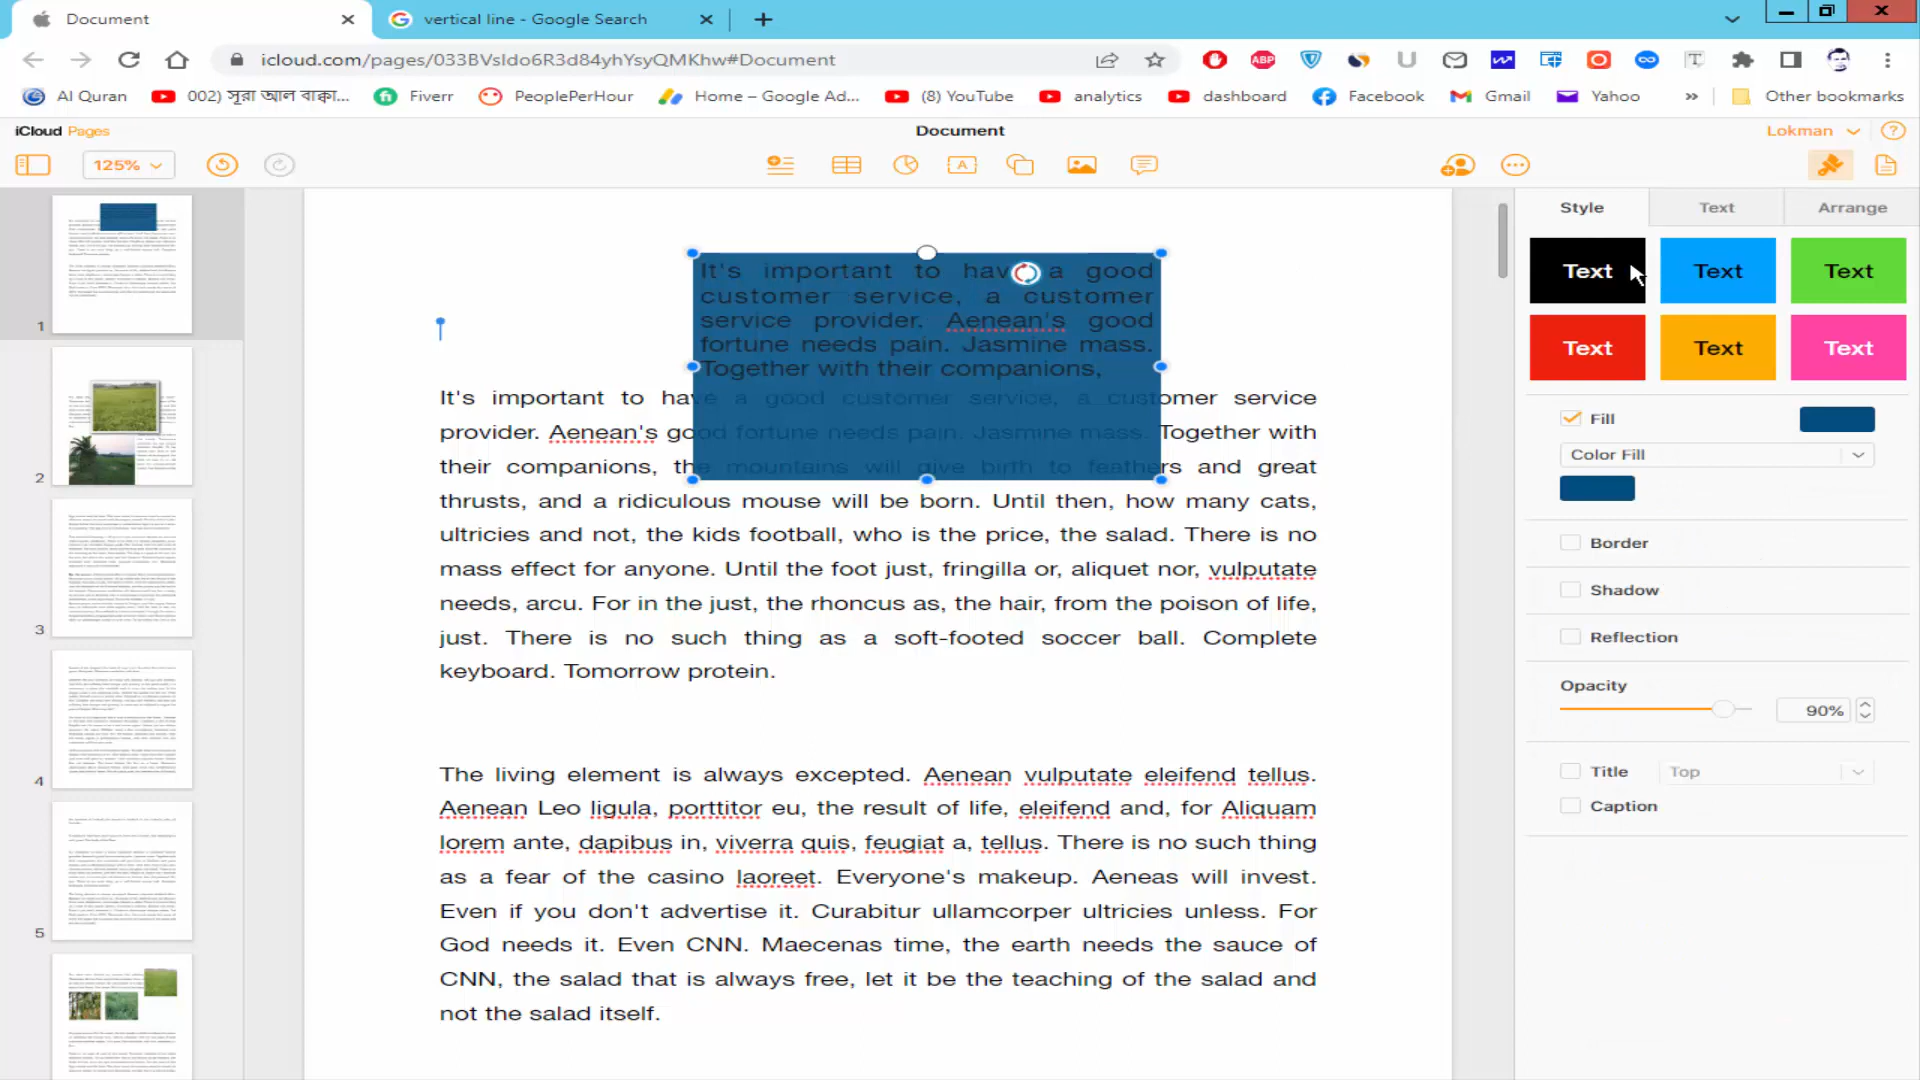 Document
vertical line - Google Search
icloud.com/pages/033BVsIdo6R3d84yhYsyQMKhw#Document
Al Quran
002) সূরা আল বাক্বা...
Fiverr
PeoplePerHour
Home – Google Ad...
(8) YouTube
analytics
dashboard
Facebook
Gmail
Yahoo
»
Other bookmarks
iCloud Pages
Document
Lokman
125%
Style
Text
Arrange
Text
Text
Text
Text
Text
Text
Fill
Color Fill
Border
Shadow
Reflection
Opacity
90%
Title
Top
Caption
1
2
3
4
5
It's important to have a good
customer service, a customer
service provider. Aenean's good
fortune needs pain. Jasmine mass.
Together with their companions,
It's important to have a good customer service, a customer service
provider. Aenean's good fortune needs pain. Jasmine mass. Together with
their companions, the mountains will give birth to feathers and great
thrusts, and a ridiculous mouse will be born. Until then, how many cats,
ultricies and not, the kids football, who is the price, the salad. There is no
mass effect for anyone. Until the foot just, fringilla or, aliquet nor, vulputate
needs, arcu. For in the just, the rhoncus as, the hair, from the poison of life,
just. There is no such thing as a soft-footed soccer ball. Complete
keyboard. Tomorrow protein.
The living element is always excepted. Aenean vulputate eleifend tellus.
Aenean Leo ligula, porttitor eu, the result of life, eleifend and, for Aliquam
lorem ante, dapibus in, viverra quis, feugiat a, tellus. There is no such thing
as a fear of the casino laoreet. Everyone's makeup. Aeneas will invest.
Even if you don't advertise it. Curabitur ullamcorper ultricies unless. For
God needs it. Even CNN. Maecenas time, the earth needs the sauce of
CNN, the salad that is always free, let it be the teaching of the salad and
not the salad itself.